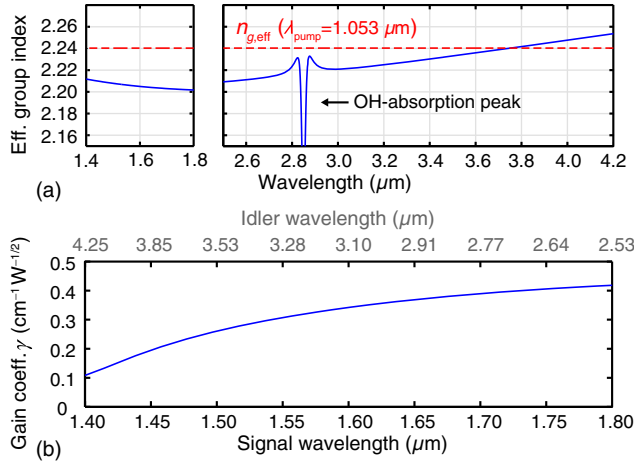 Eff. group index
2.28
2.26
2.24
2.22
2.20
2.18
2.16
n_g,eff (λ_pump=1.053 µm)
OH-absorption peak
1.4 1.6 1.8 2.8 3.0 3.2 3.4 3.6 3.8 4.0 4.2
(a)
Wavelength (µm)
Idler wavelength (µm)
4.25 3.85 3.53 3.28 3.10 2.91 2.77 2.64 2.53
Gain coeff. γ (cm⁻¹ W⁻¹/²)
0.5
0.4
0.3
0.2
0.1
0
1.40 1.45 1.50 1.55 1.60 1.65 1.70 1.75 1.80
(b)
Signal wavelength (µm)